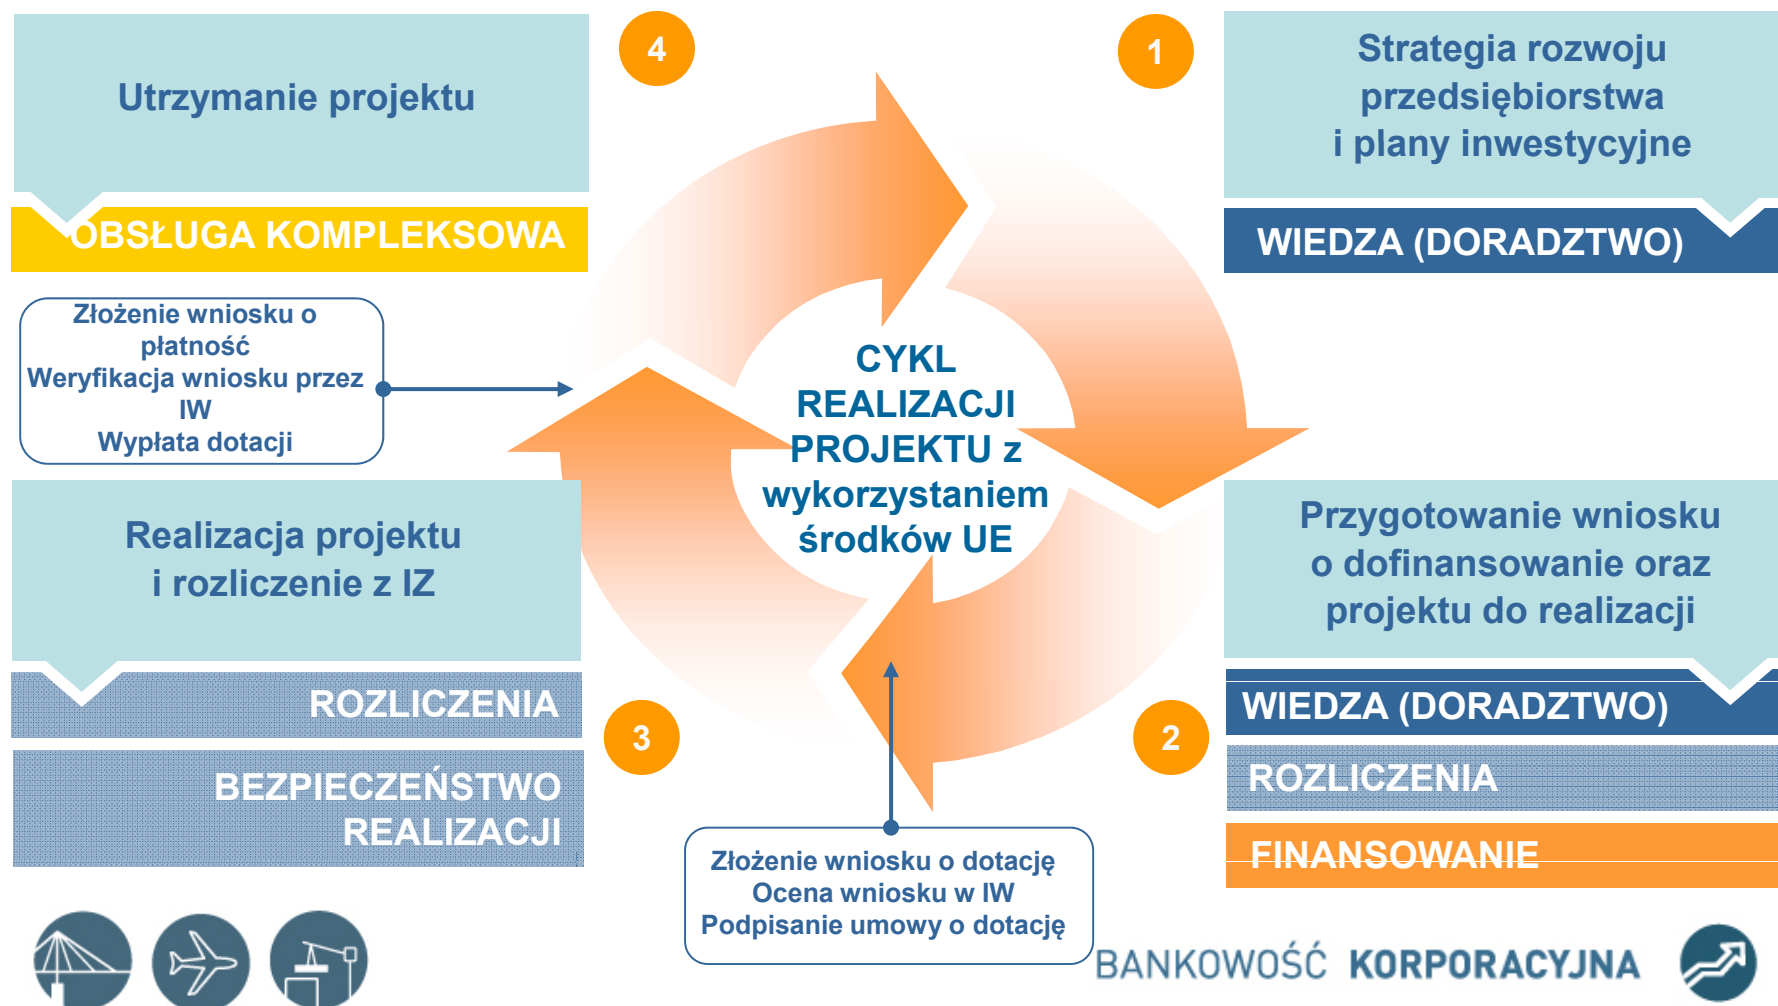 4
1
Utrzymanie projektu
OBSŁUGA KOMPLEKSOWA
Strategia rozwoju
przedsiębiorstwa
i plany inwestycyjne
WIEDZA (DORADZTWO)
Złożenie wniosku o
płatność
Weryfikacja wniosku przez
IW
Wypłata dotacji
CYKL
REALIZACJI
PROJEKTU z
wykorzystaniem
środków UE
Realizacja projektu
i rozliczenie z IZ
ROZLICZENIA
BEZPIECZEŃSTWO
REALIZACJI
3
2
Przygotowanie wniosku
o dofinansowanie oraz
projektu do realizacji
WIEDZA (DORADZTWO)
ROZLICZENIA
FINANSOWANIE
Złożenie wniosku o dotację
Ocena wniosku w IW
Podpisanie umowy o dotację
BANKOWOŚĆ KORPORACYJNA